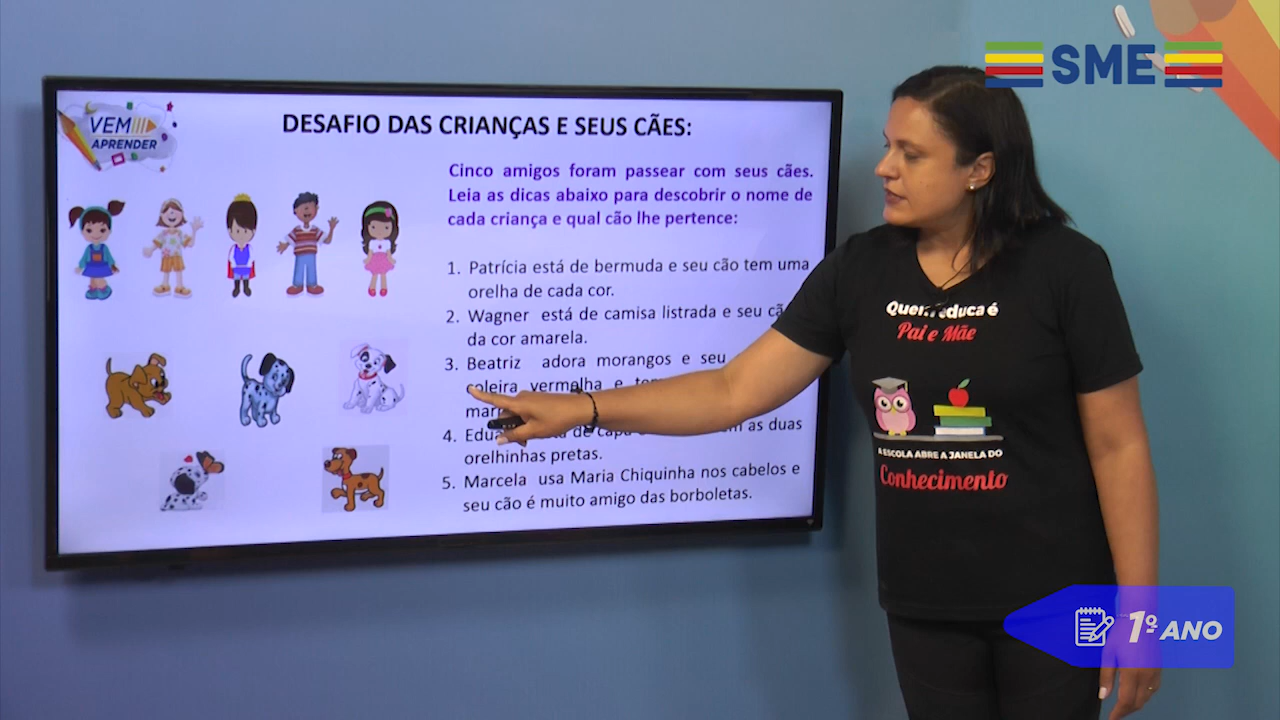 SME
VEM
APRENDER
DESAFIO DAS CRIANÇAS E SEUS CÃES:
Cinco amigos foram passear com seus cães.
Leia as dicas abaixo para descobrir o nome de
cada criança e qual cão lhe pertence:
1. Patrícia está de bermuda e seu cão tem uma
orelha de cada cor.
2. Wagner está de camisa listrada e seu
da cor amarela.
3. Beatriz adora morangos e seu
coleira vermelha e
4. de as duas
orelhinhas pretas.
5. Marcela usa Maria Chiquinha nos cabelos e
seu cão é muito amigo das borboletas.
Quem educa é
Pai e Mãe
A ESCOLA ABRE A JANELA DO
Conhecimento
1º ANO